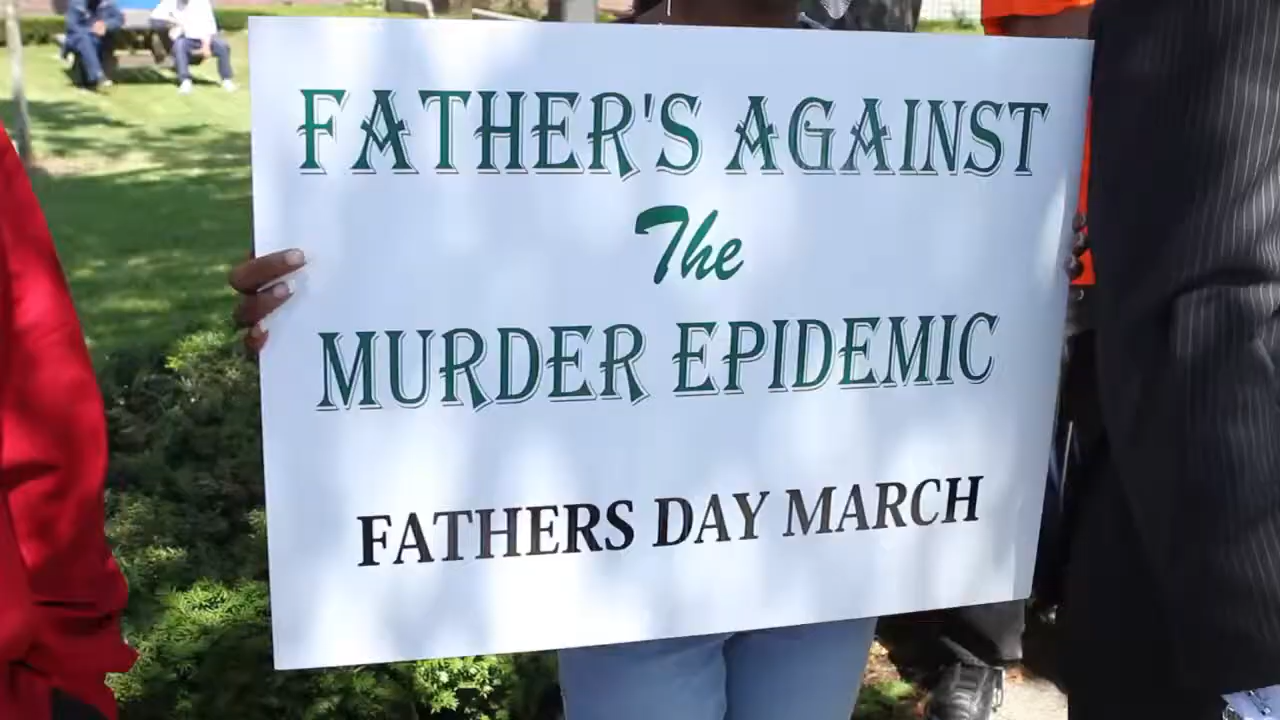 FATHER'S AGAINST
The
MURDER EPIDEMIC
FATHERS DAY MARCH